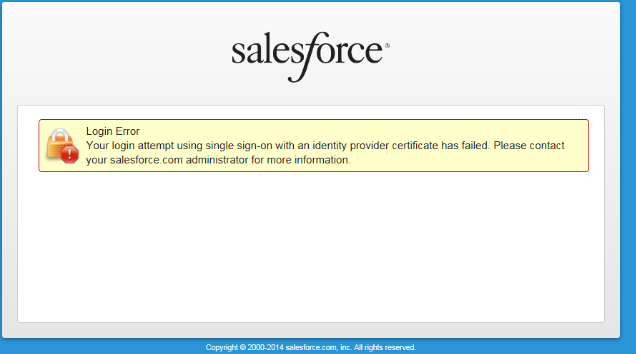 salesforce®
Login Error
Your login attempt using single sign-on with an identity provider certificate has failed. Please contact
your salesforce.com administrator for more information.
Copyright © 2000-2014 salesforce.com, inc. All rights reserved.